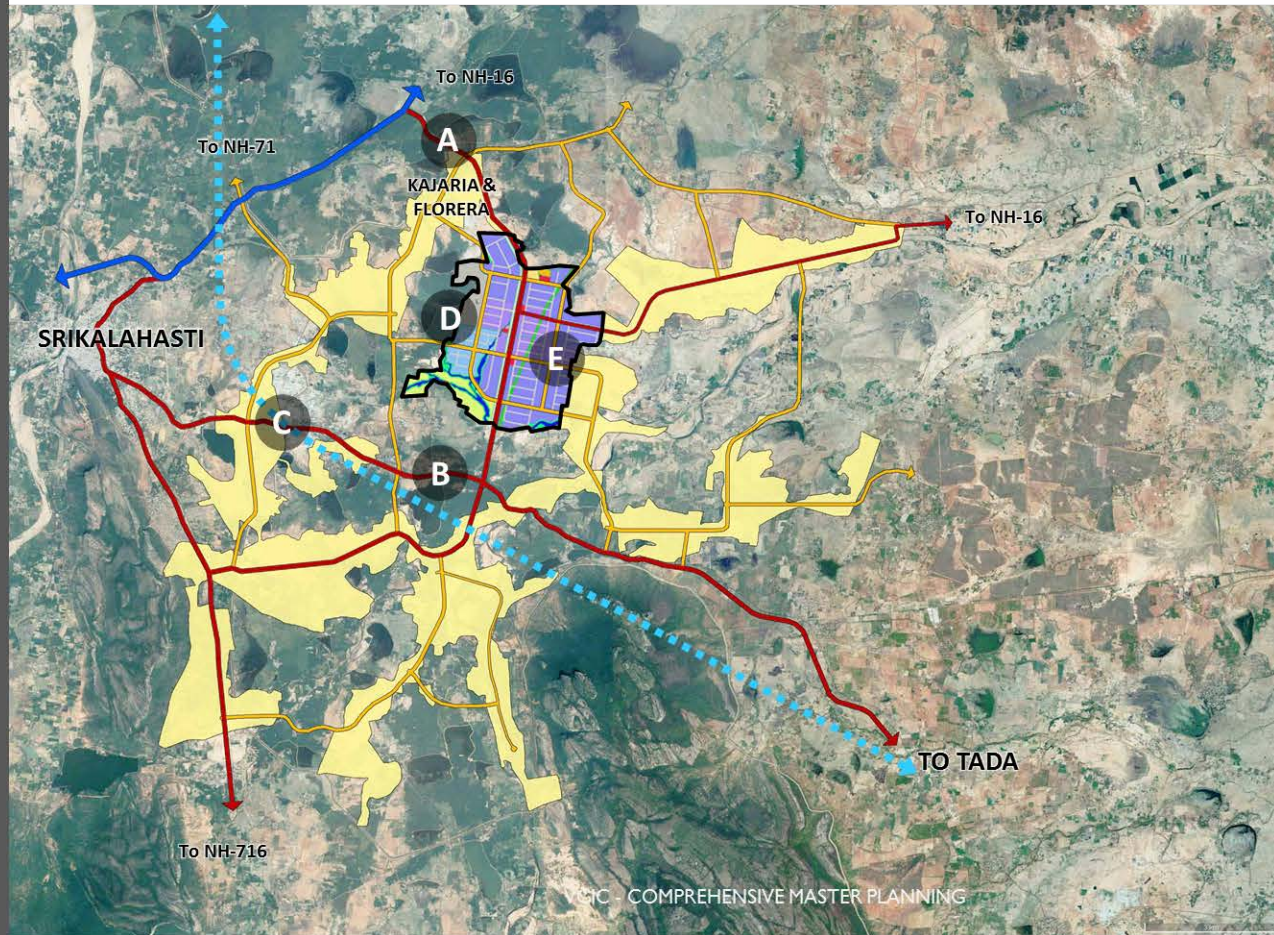 To NH-16
A
To NH-71
KAJARIA &
FLORERA
To NH-16
D
SRIKALAHASTI
E
C
B
TO TADA
To NH-716
VCIC - COMPREHENSIVE MASTER PLANNING